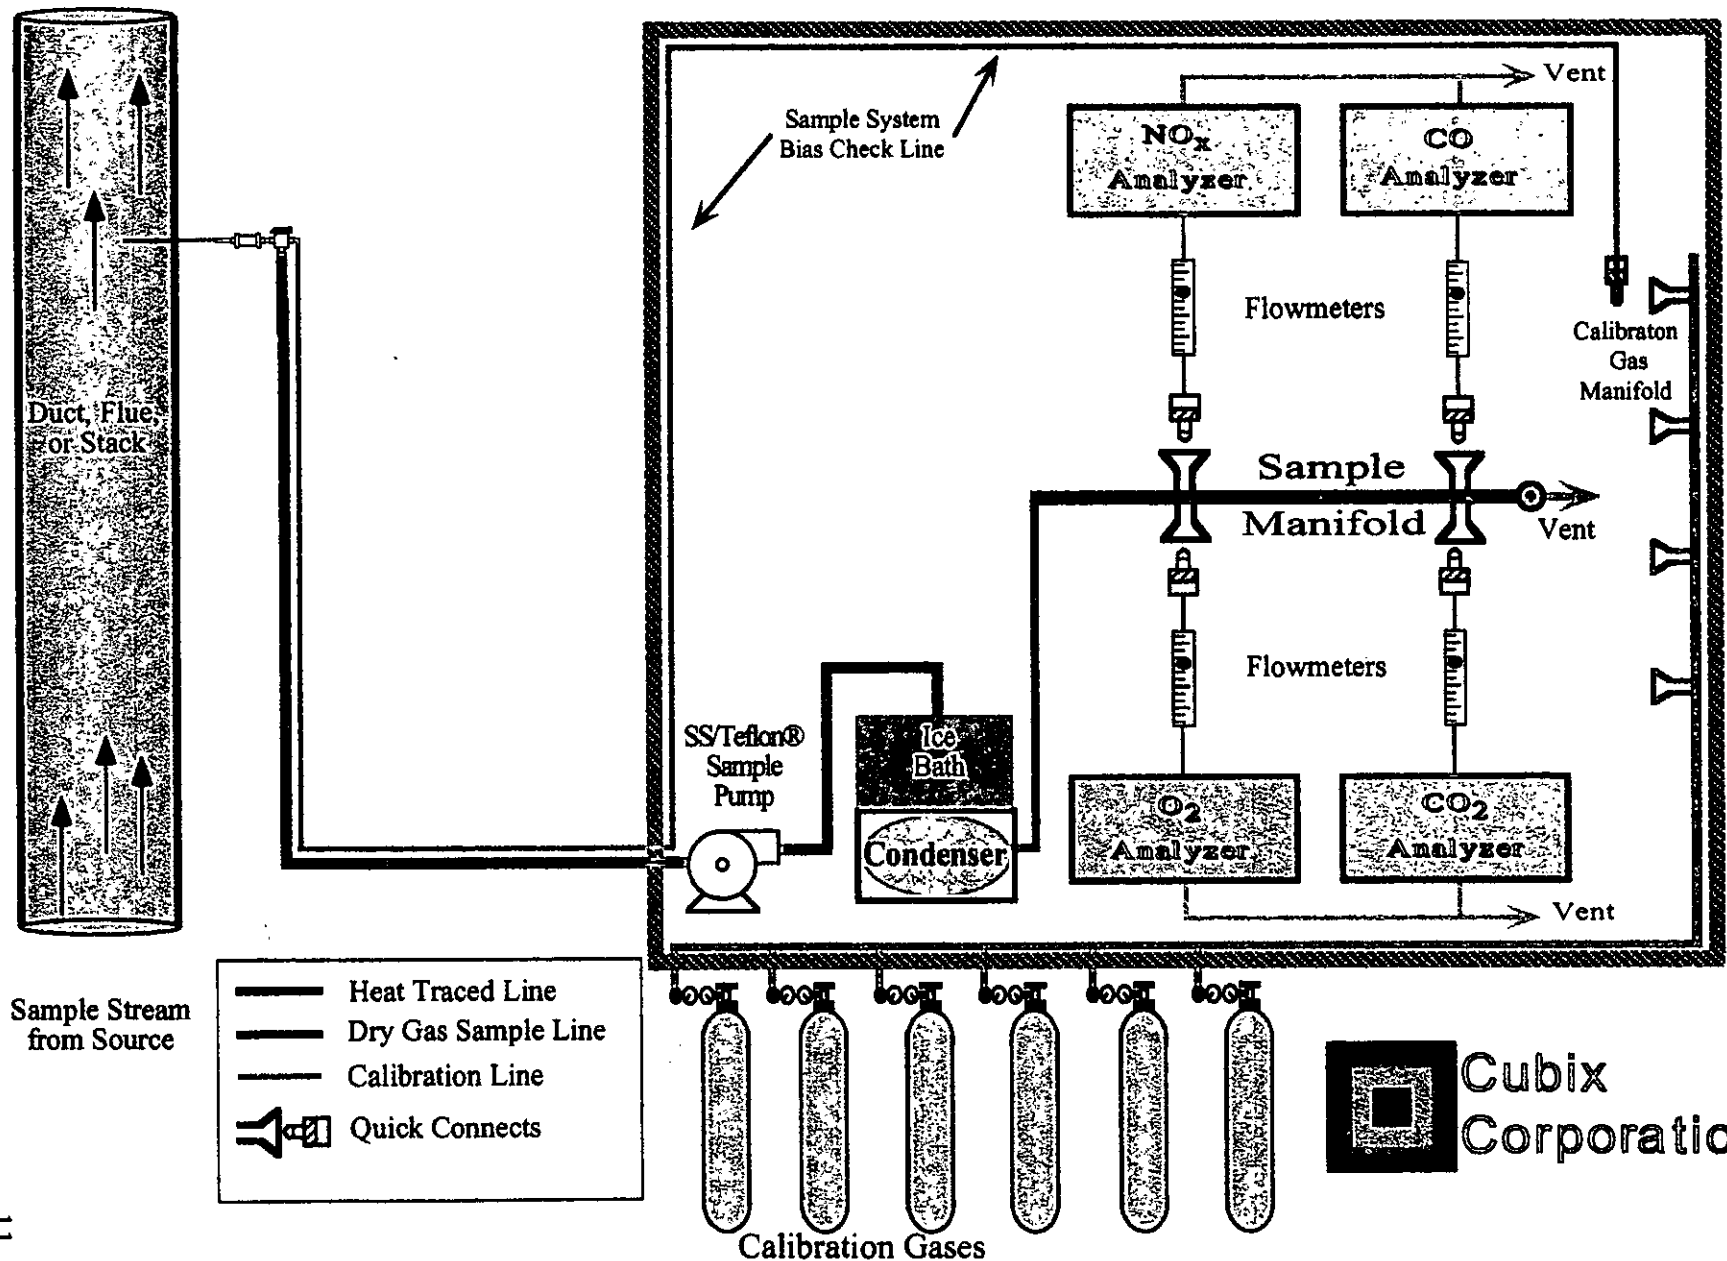 Vent
Sample System
Bias Check Line
NOx
Analyzer
CO
Analyzer
Flowmeters
Calibraton
Gas
Manifold
Duct, Flue,
or Stack
Sample
Manifold
Vent
Flowmeters
SS/Teflon®
Sample
Pump
Ice
Bath
Condenser
O2
Analyzer
CO2
Analyzer
Vent
Sample Stream
from Source
Heat Traced Line
Dry Gas Sample Line
Calibration Line
Quick Connects
Cubix
Corporatio
Calibration Gases
11